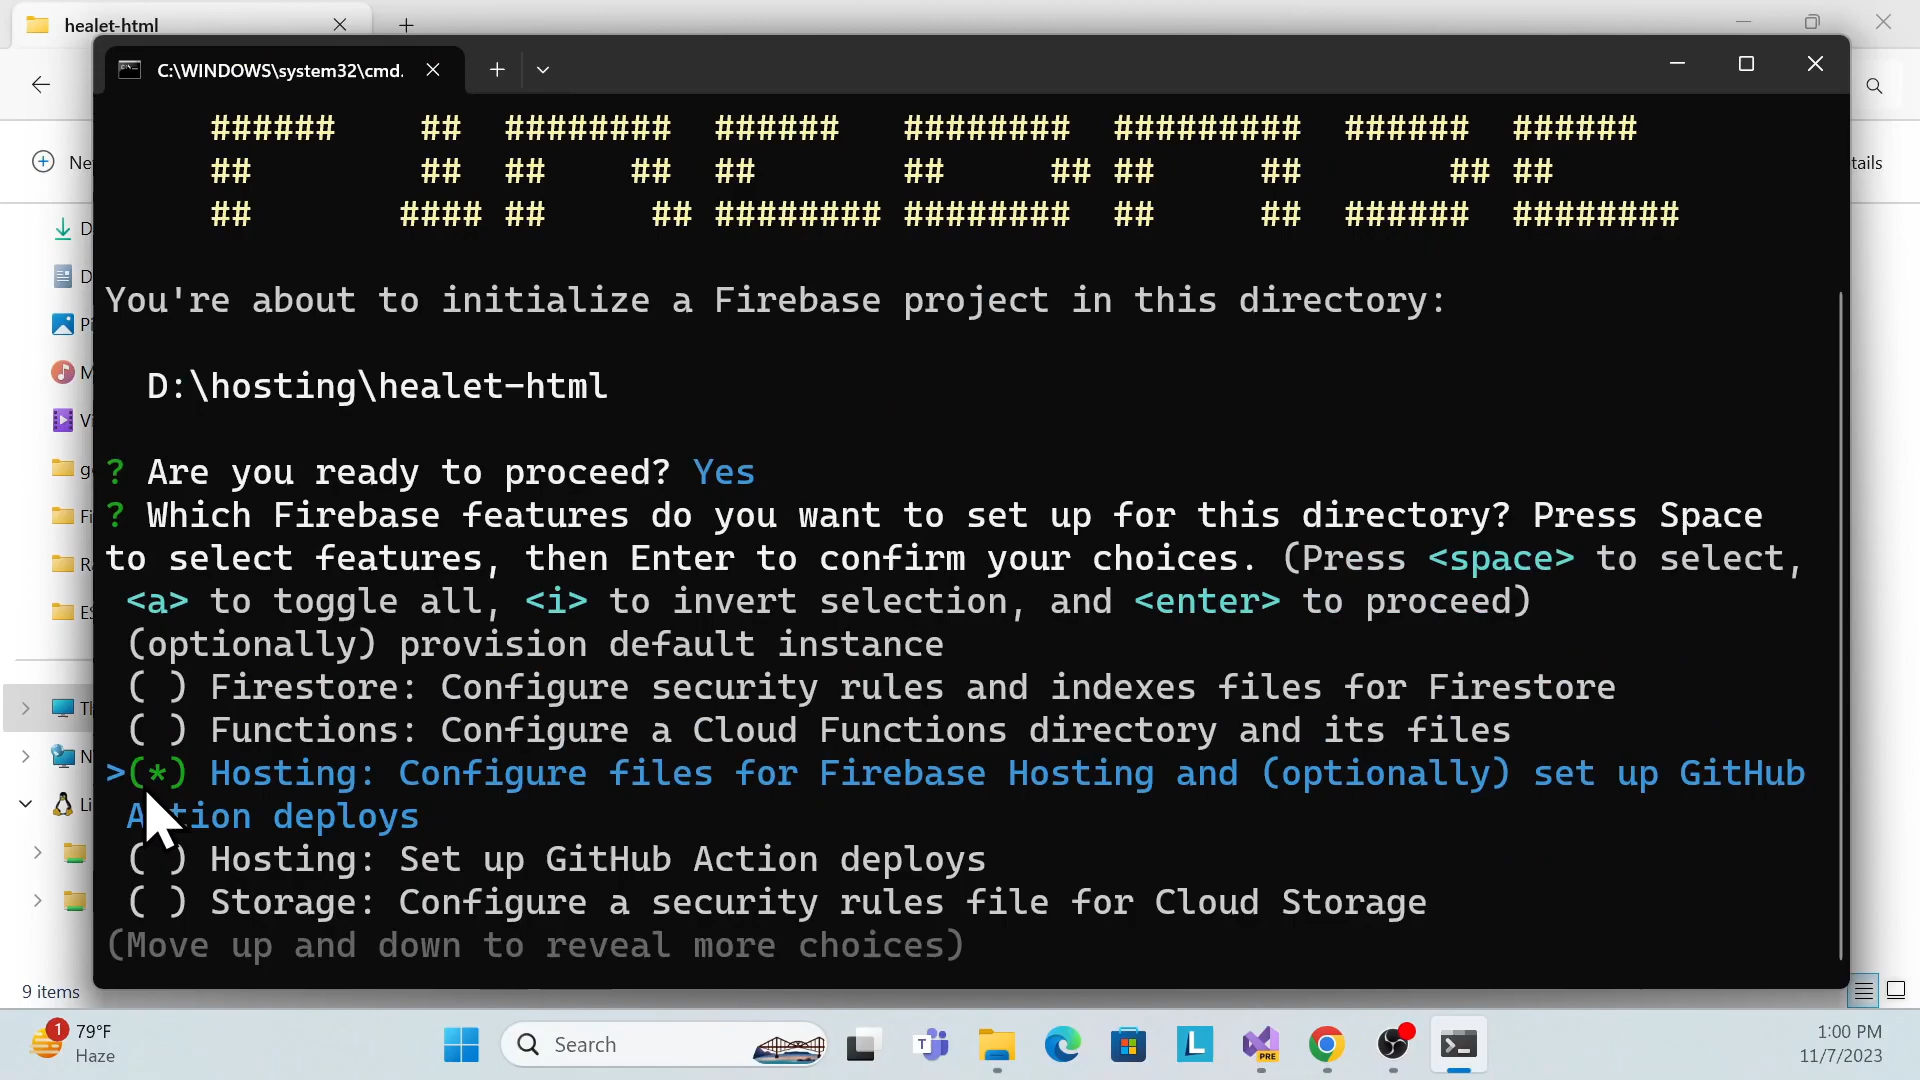 healet-html
C:\WINDOWS\system32\cmd.
######    ##  ########  ######   ########  #########  ######  ######
##         ##  ##    ##  ##       ##     ## ##     ##       ## ##
##        #### ##     ## ######## ########  ##     ##  ######  ########
You're about to initialize a Firebase project in this directory:
D:\hosting\healet-html
? Are you ready to proceed? Yes
? Which Firebase features do you want to set up for this directory? Press Space
to select features, then Enter to confirm your choices. (Press <space> to select,
<a> to toggle all, <i> to invert selection, and <enter> to proceed)
(optionally) provision default instance
( ) Firestore: Configure security rules and indexes files for Firestore
( ) Functions: Configure a Cloud Functions directory and its files
>(*) Hosting: Configure files for Firebase Hosting and (optionally) set up GitHub
Action deploys
( ) Hosting: Set up GitHub Action deploys
( ) Storage: Configure a security rules file for Cloud Storage
(Move up and down to reveal more choices)
9 items
1
79°F
Haze
Search
PRE
1:00 PM
11/7/2023